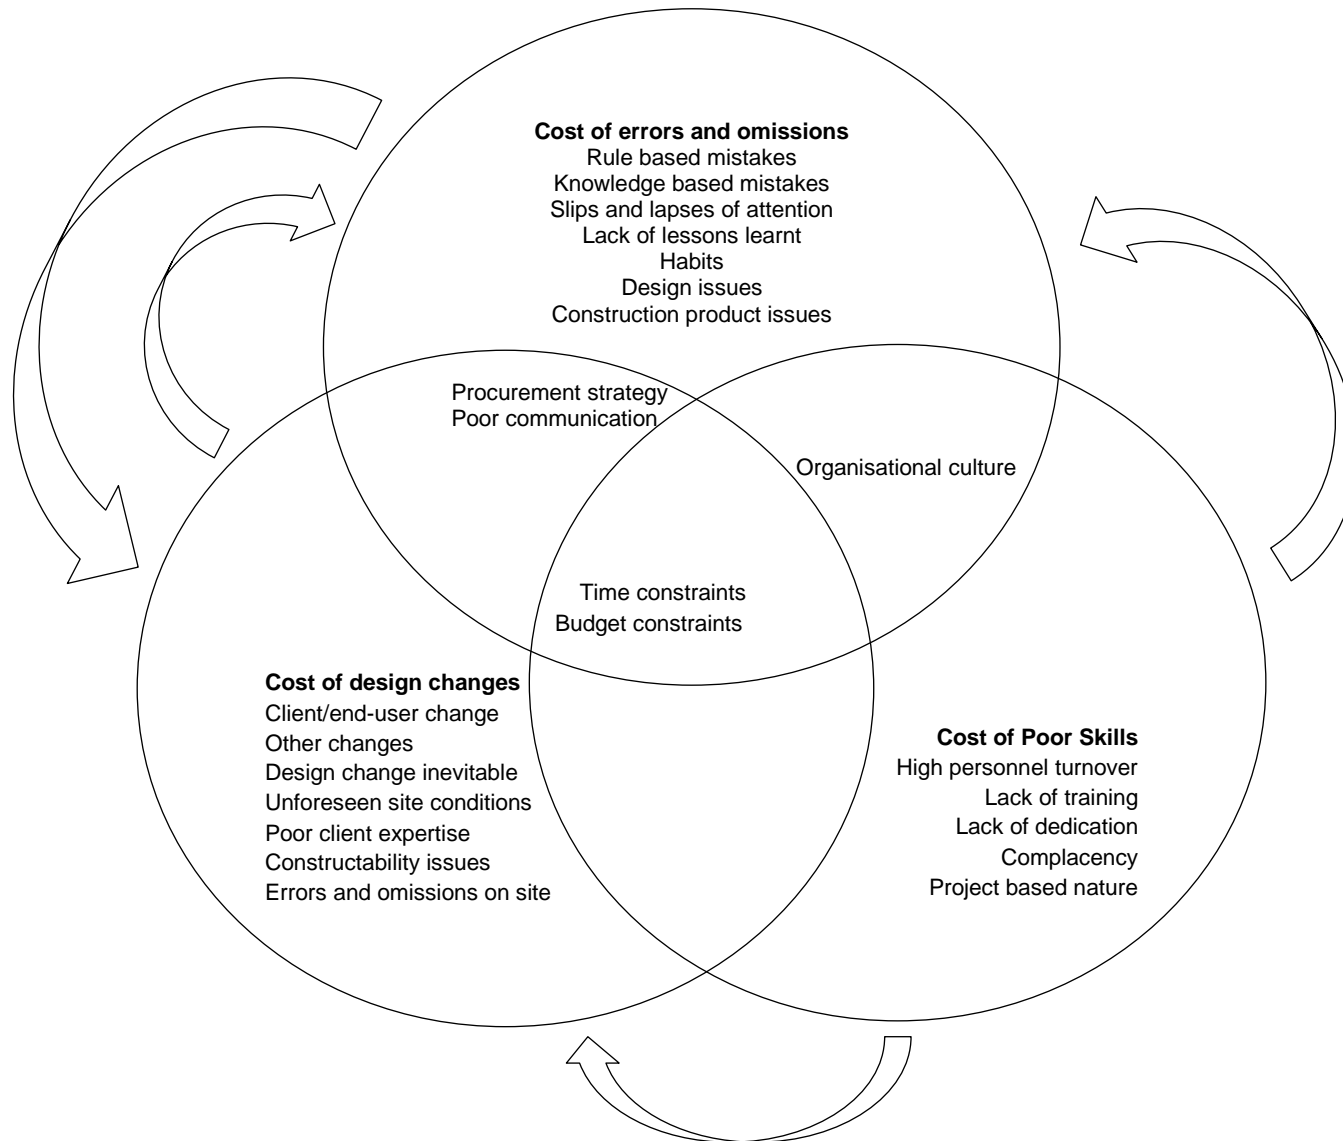 Cost of errors and omissions
Rule based mistakes
Knowledge based mistakes
Slips and lapses of attention
Lack of lessons learnt
Habits
Design issues
Construction product issues
Procurement strategy
Poor communication
Organisational culture
Time constraints
Budget constraints
Cost of design changes
Client/end-user change
Other changes
Design change inevitable
Unforeseen site conditions
Poor client expertise
Constructability issues
Errors and omissions on site
Cost of Poor Skills
High personnel turnover
Lack of training
Lack of dedication
Complacency
Project based nature